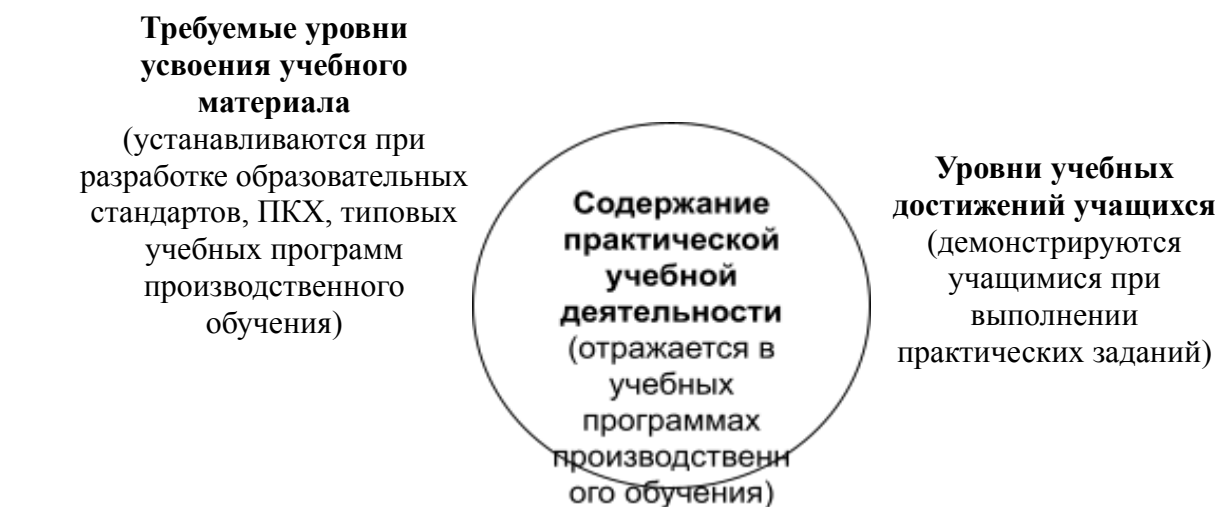 Требуемые уровни
усвоения учебного
материала
(устанавливаются при
разработке образовательных
стандартов, ПКХ, типовых
учебных программ
производственного
обучения)
Содержание
практической
учебной
деятельности
(отражается в
учебных
программах
производственн
ого обучения)
Уровни учебных
достижений учащихся
(демонстрируются
учащимися при
выполнении
практических заданий)